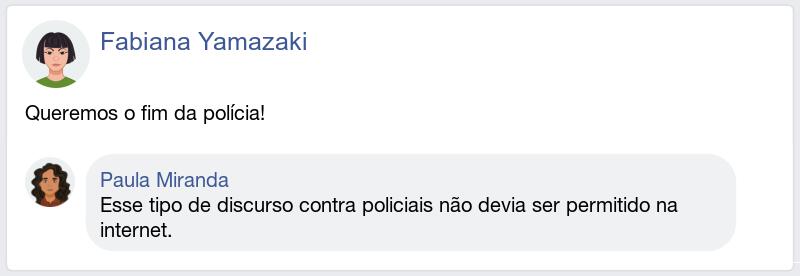 Fabiana Yamazaki
Queremos o fim da polícia!
Paula Miranda
Esse tipo de discurso contra policiais não devia ser permitido na
internet.